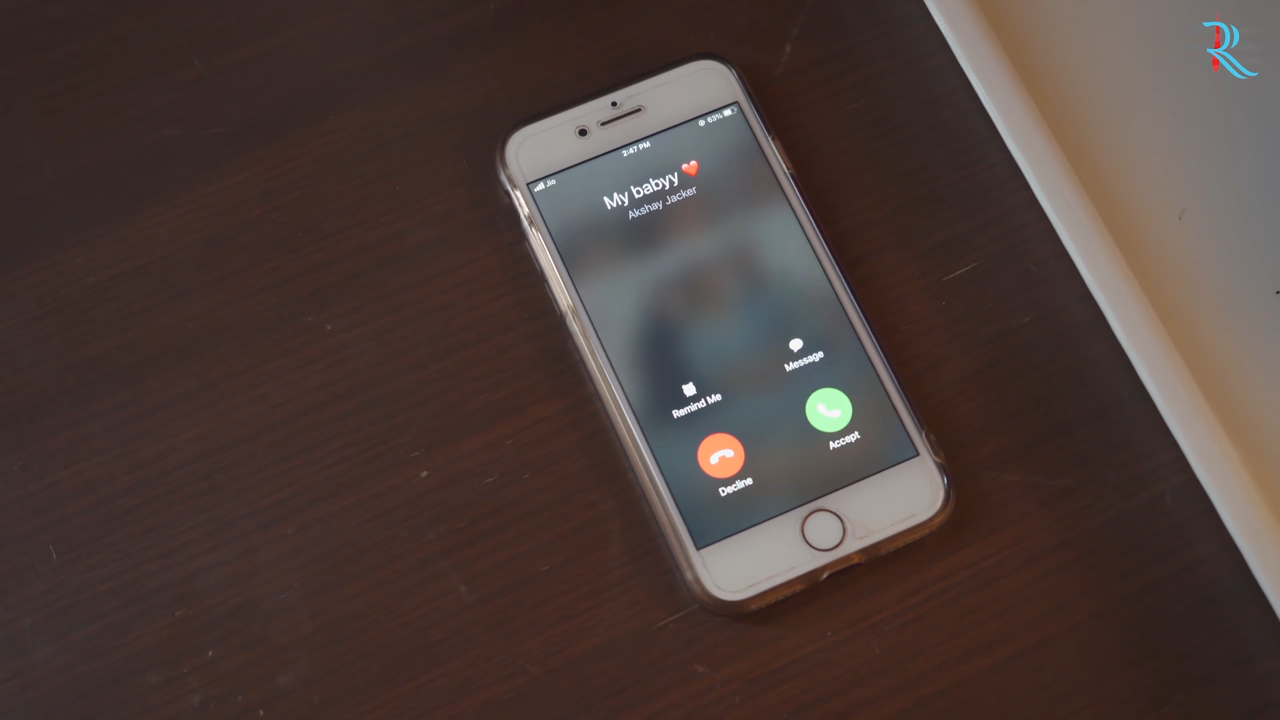 Jio
2:47 PM
63%
My babyy ❤️
Akshay Jacker
Remind Me
Message
Decline
Accept
R